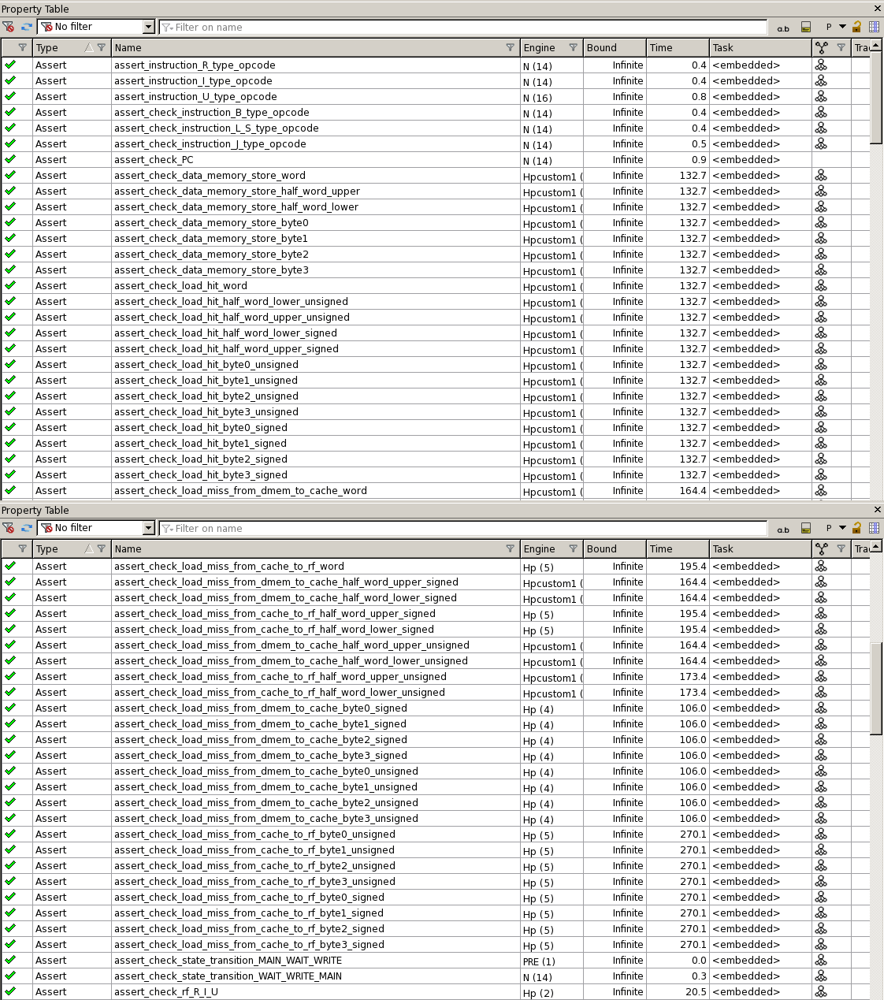 Property Table
No filter Filter on name a.b P
Type Name Engine Bound Time Task Trac
Assert assert_instruction_R_type_opcode N (14) Infinite 0.4 <embedded>
Assert assert_instruction_I_type_opcode N (14) Infinite 0.4 <embedded>
Assert assert_instruction_U_type_opcode N (16) Infinite 0.8 <embedded>
Assert assert_check_instruction_B_type_opcode N (14) Infinite 0.4 <embedded>
Assert assert_check_instruction_L_S_type_opcode N (14) Infinite 0.4 <embedded>
Assert assert_check_instruction_J_type_opcode N (14) Infinite 0.5 <embedded>
Assert assert_check_PC N (14) Infinite 0.9 <embedded>
Assert assert_check_data_memory_store_word Hpcustom1 ( Infinite 132.7 <embedded>
Assert assert_check_data_memory_store_half_word_upper Hpcustom1 ( Infinite 132.7 <embedded>
Assert assert_check_data_memory_store_half_word_lower Hpcustom1 ( Infinite 132.7 <embedded>
Assert assert_check_data_memory_store_byte0 Hpcustom1 ( Infinite 132.7 <embedded>
Assert assert_check_data_memory_store_byte1 Hpcustom1 ( Infinite 132.7 <embedded>
Assert assert_check_data_memory_store_byte2 Hpcustom1 ( Infinite 132.7 <embedded>
Assert assert_check_data_memory_store_byte3 Hpcustom1 ( Infinite 132.7 <embedded>
Assert assert_check_load_hit_word Hpcustom1 ( Infinite 132.7 <embedded>
Assert assert_check_load_hit_half_word_lower_unsigned Hpcustom1 ( Infinite 132.7 <embedded>
Assert assert_check_load_hit_half_word_upper_unsigned Hpcustom1 ( Infinite 132.7 <embedded>
Assert assert_check_load_hit_half_word_lower_signed Hpcustom1 ( Infinite 132.7 <embedded>
Assert assert_check_load_hit_half_word_upper_signed Hpcustom1 ( Infinite 132.7 <embedded>
Assert assert_check_load_hit_byte0_unsigned Hpcustom1 ( Infinite 132.7 <embedded>
Assert assert_check_load_hit_byte1_unsigned Hpcustom1 ( Infinite 132.7 <embedded>
Assert assert_check_load_hit_byte2_unsigned Hpcustom1 ( Infinite 132.7 <embedded>
Assert assert_check_load_hit_byte3_unsigned Hpcustom1 ( Infinite 132.7 <embedded>
Assert assert_check_load_hit_byte0_signed Hpcustom1 ( Infinite 132.7 <embedded>
Assert assert_check_load_hit_byte1_signed Hpcustom1 ( Infinite 132.7 <embedded>
Assert assert_check_load_hit_byte2_signed Hpcustom1 ( Infinite 132.7 <embedded>
Assert assert_check_load_hit_byte3_signed Hpcustom1 ( Infinite 132.7 <embedded>
Assert assert_check_load_miss_from_dmem_to_cache_word Hpcustom1 ( Infinite 164.4 <embedded>
Property Table
No filter Filter on name a.b P
Type Name Engine Bound Time Task Trac
Assert assert_check_load_miss_from_cache_to_rf_word Hp (5) Infinite 195.4 <embedded>
Assert assert_check_load_miss_from_dmem_to_cache_half_word_upper_signed Hpcustom1 ( Infinite 164.4 <embedded>
Assert assert_check_load_miss_from_dmem_to_cache_half_word_lower_signed Hpcustom1 ( Infinite 164.4 <embedded>
Assert assert_check_load_miss_from_cache_to_rf_half_word_upper_signed Hp (5) Infinite 195.4 <embedded>
Assert assert_check_load_miss_from_cache_to_rf_half_word_lower_signed Hp (5) Infinite 195.4 <embedded>
Assert assert_check_load_miss_from_dmem_to_cache_half_word_upper_unsigned Hpcustom1 ( Infinite 164.4 <embedded>
Assert assert_check_load_miss_from_dmem_to_cache_half_word_lower_unsigned Hpcustom1 ( Infinite 164.4 <embedded>
Assert assert_check_load_miss_from_cache_to_rf_half_word_upper_unsigned Hpcustom1 ( Infinite 173.4 <embedded>
Assert assert_check_load_miss_from_cache_to_rf_half_word_lower_unsigned Hpcustom1 ( Infinite 173.4 <embedded>
Assert assert_check_load_miss_from_dmem_to_cache_byte0_signed Hp (4) Infinite 106.0 <embedded>
Assert assert_check_load_miss_from_dmem_to_cache_byte1_signed Hp (4) Infinite 106.0 <embedded>
Assert assert_check_load_miss_from_dmem_to_cache_byte2_signed Hp (4) Infinite 106.0 <embedded>
Assert assert_check_load_miss_from_dmem_to_cache_byte3_signed Hp (4) Infinite 106.0 <embedded>
Assert assert_check_load_miss_from_dmem_to_cache_byte0_unsigned Hp (4) Infinite 106.0 <embedded>
Assert assert_check_load_miss_from_dmem_to_cache_byte1_unsigned Hp (4) Infinite 106.0 <embedded>
Assert assert_check_load_miss_from_dmem_to_cache_byte2_unsigned Hp (4) Infinite 106.0 <embedded>
Assert assert_check_load_miss_from_dmem_to_cache_byte3_unsigned Hp (4) Infinite 106.0 <embedded>
Assert assert_check_load_miss_from_cache_to_rf_byte0_unsigned Hp (5) Infinite 270.1 <embedded>
Assert assert_check_load_miss_from_cache_to_rf_byte1_unsigned Hp (5) Infinite 270.1 <embedded>
Assert assert_check_load_miss_from_cache_to_rf_byte2_unsigned Hp (5) Infinite 270.1 <embedded>
Assert assert_check_load_miss_from_cache_to_rf_byte3_unsigned Hp (5) Infinite 270.1 <embedded>
Assert assert_check_load_miss_from_cache_to_rf_byte0_signed Hp (5) Infinite 270.1 <embedded>
Assert assert_check_load_miss_from_cache_to_rf_byte1_signed Hp (5) Infinite 270.1 <embedded>
Assert assert_check_load_miss_from_cache_to_rf_byte2_signed Hp (5) Infinite 270.1 <embedded>
Assert assert_check_load_miss_from_cache_to_rf_byte3_signed Hp (5) Infinite 270.1 <embedded>
Assert assert_check_state_transition_MAIN_WAIT_WRITE PRE (1) Infinite 0.0 <embedded>
Assert assert_check_state_transition_WAIT_WRITE_MAIN N (14) Infinite 0.3 <embedded>
Assert assert_check_rf_R_I_U Hp (2) Infinite 20.5 <embedded>